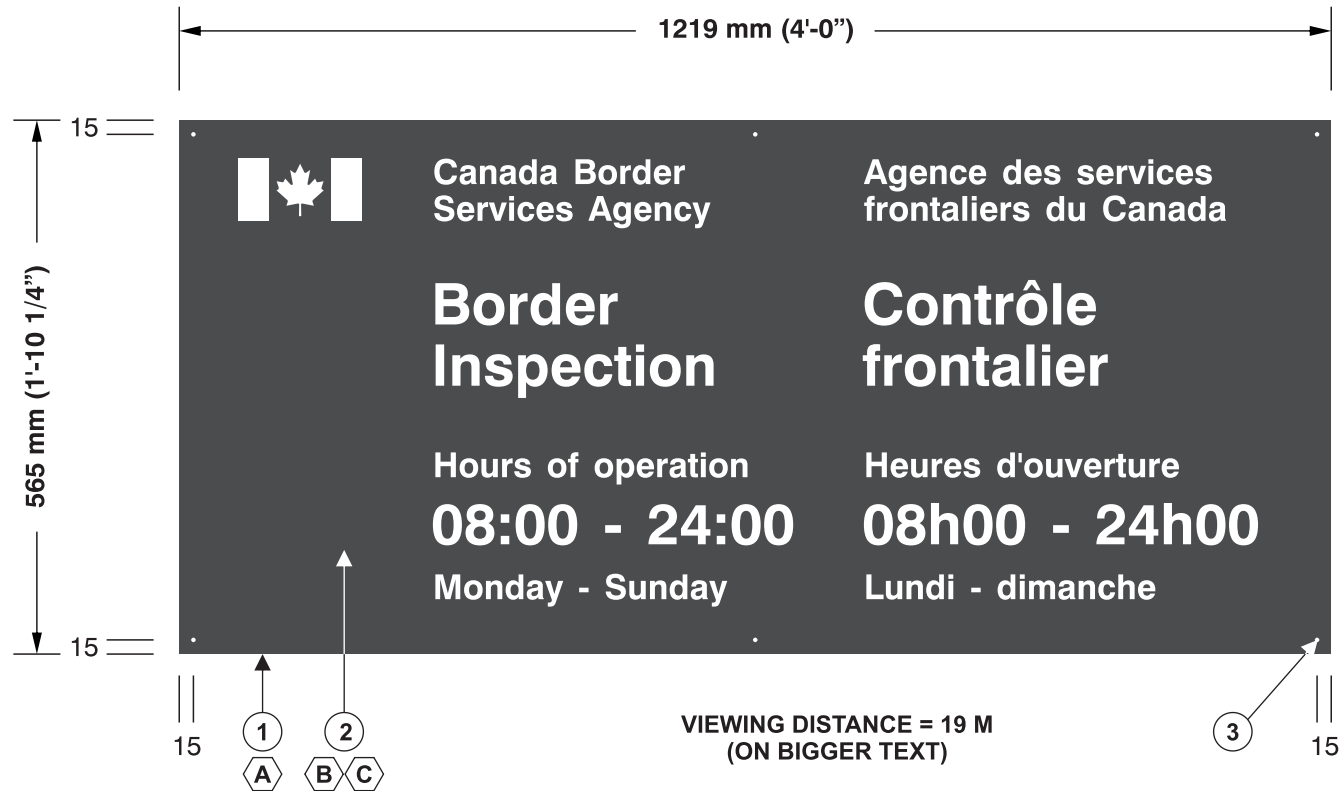 1219 mm (4'-0”)
15
Canada Border
Services Agency
Agence des services
frontaliers du Canada
565 mm (1'-10 1/4”)
Border
Inspection
Contrôle
frontalier
Hours of operation
08:00 - 24:00
Monday - Sunday
Heures d'ouverture
08h00 - 24h00
Lundi - dimanche
15
15
1
A
2
B C
VIEWING DISTANCE = 19 M
(ON BIGGER TEXT)
3
15